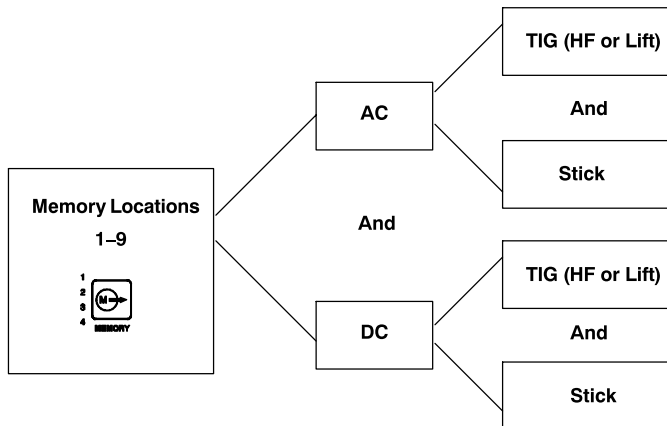 TIG (HF or Lift)
AC
And
Stick
Memory Locations
1–9
1
2
3
4
M
MEMORY
And
TIG (HF or Lift)
DC
And
Stick